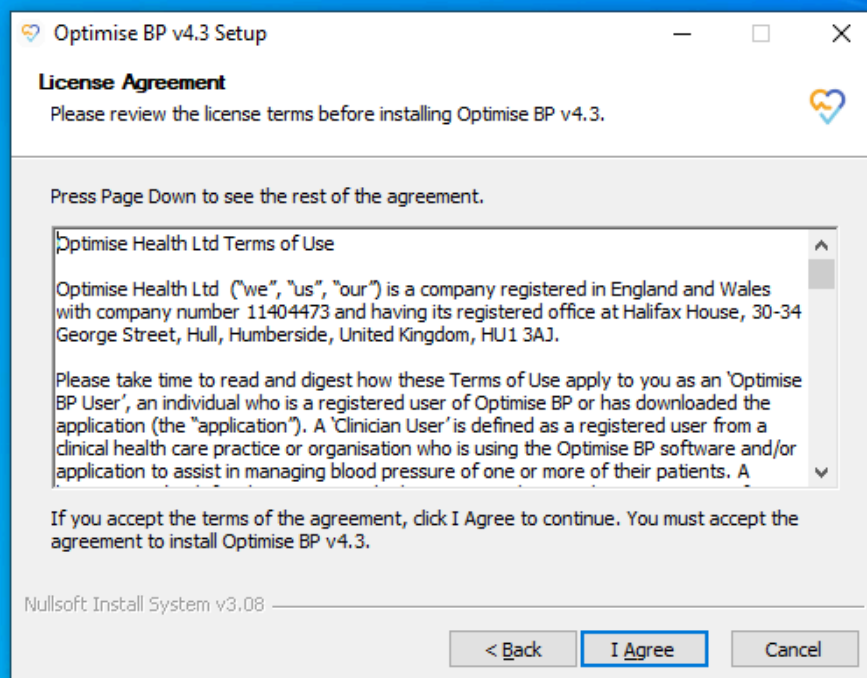 Optimise BP v4.3 Setup
License Agreement
Please review the license terms before installing Optimise BP v4.3.
Press Page Down to see the rest of the agreement.
Optimise Health Ltd Terms of Use
Optimise Health Ltd  (“we”, “us”, “our”) is a company registered in England and Wales
with company number 11404473 and having its registered office at Halifax House, 30-34
George Street, Hull, Humberside, United Kingdom, HU1 3AJ.
Please take time to read and digest how these Terms of Use apply to you as an ‘Optimise
BP User’, an individual who is a registered user of Optimise BP or has downloaded the
application (the “application”). A ‘Clinician User’ is defined as a registered user from a
clinical health care practice or organisation who is using the Optimise BP software and/or
application to assist in managing blood pressure of one or more of their patients. A
If you accept the terms of the agreement, click I Agree to continue. You must accept the
agreement to install Optimise BP v4.3.
Nullsoft Install System v3.08
< Back
I Agree
Cancel